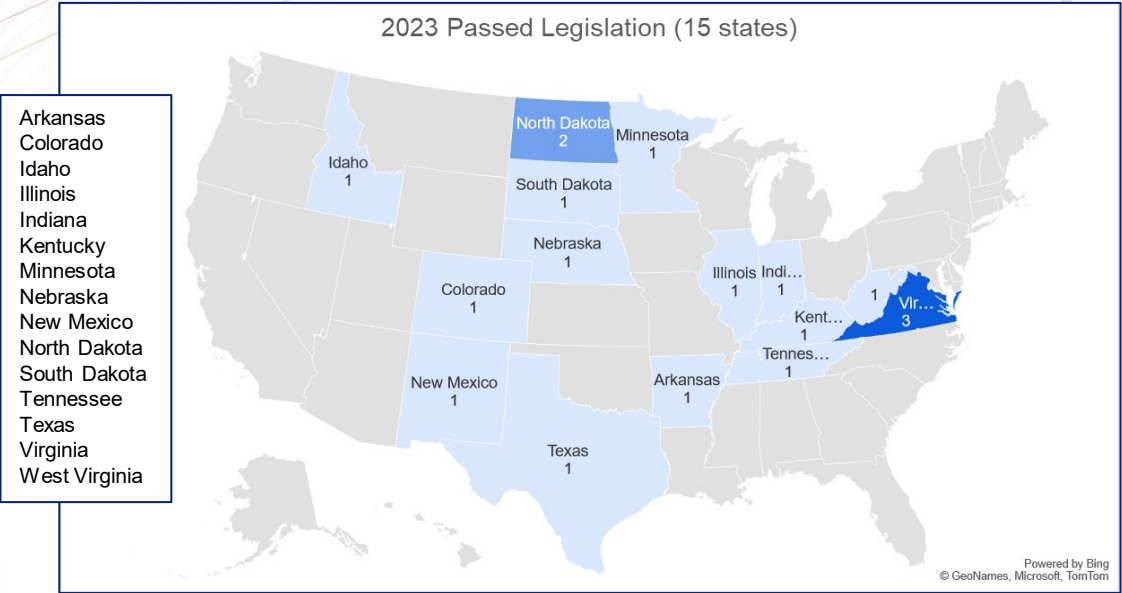 2023 Passed Legislation (15 states)
Arkansas
Colorado
Idaho
Illinois
Indiana
Kentucky
Minnesota
Nebraska
New Mexico
North Dakota
South Dakota
Tennessee
Texas
Virginia
West Virginia
North Dakota
2
Minnesota
1
Idaho
1
South Dakota
1
Nebraska
1
Illinois
1
Indi...
1
Colorado
1
1
Vir...
3
Kent...
1
Tennes...
1
New Mexico
1
Arkansas
1
Texas
1
Powered by Bing
© GeoNames, Microsoft, TomTom